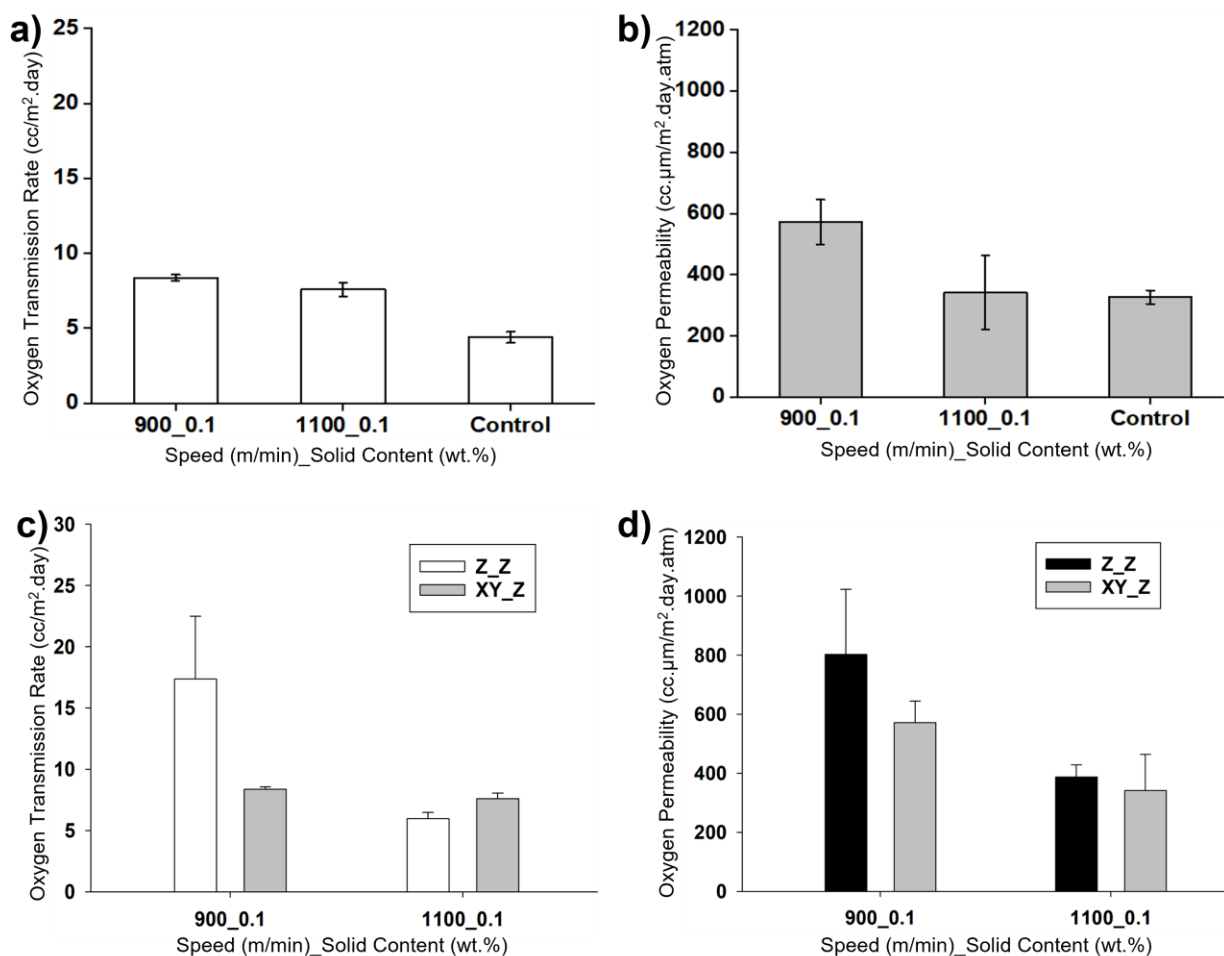 a)
Oxygen Transmission Rate (cc/m².day)
25
20
15
10
5
0
900_0.1 1100_0.1 Control
Speed (m/min)_Solid Content (wt.%)
b)
Oxygen Permeability (cc.µm/m².day.atm)
1200
1000
800
600
400
200
0
900_0.1 1100_0.1 Control
Speed (m/min)_Solid Content (wt.%)
c)
Oxygen Transmission Rate (cc/m².day)
30
25
20
15
10
5
0
Z_Z
XY_Z
900_0.1 1100_0.1
Speed (m/min)_Solid Content (wt.%)
d)
Oxygen Permeability (cc.µm/m².day.atm)
1200
1000
800
600
400
200
0
Z_Z
XY_Z
900_0.1 1100_0.1
Speed (m/min)_Solid Content (wt.%)